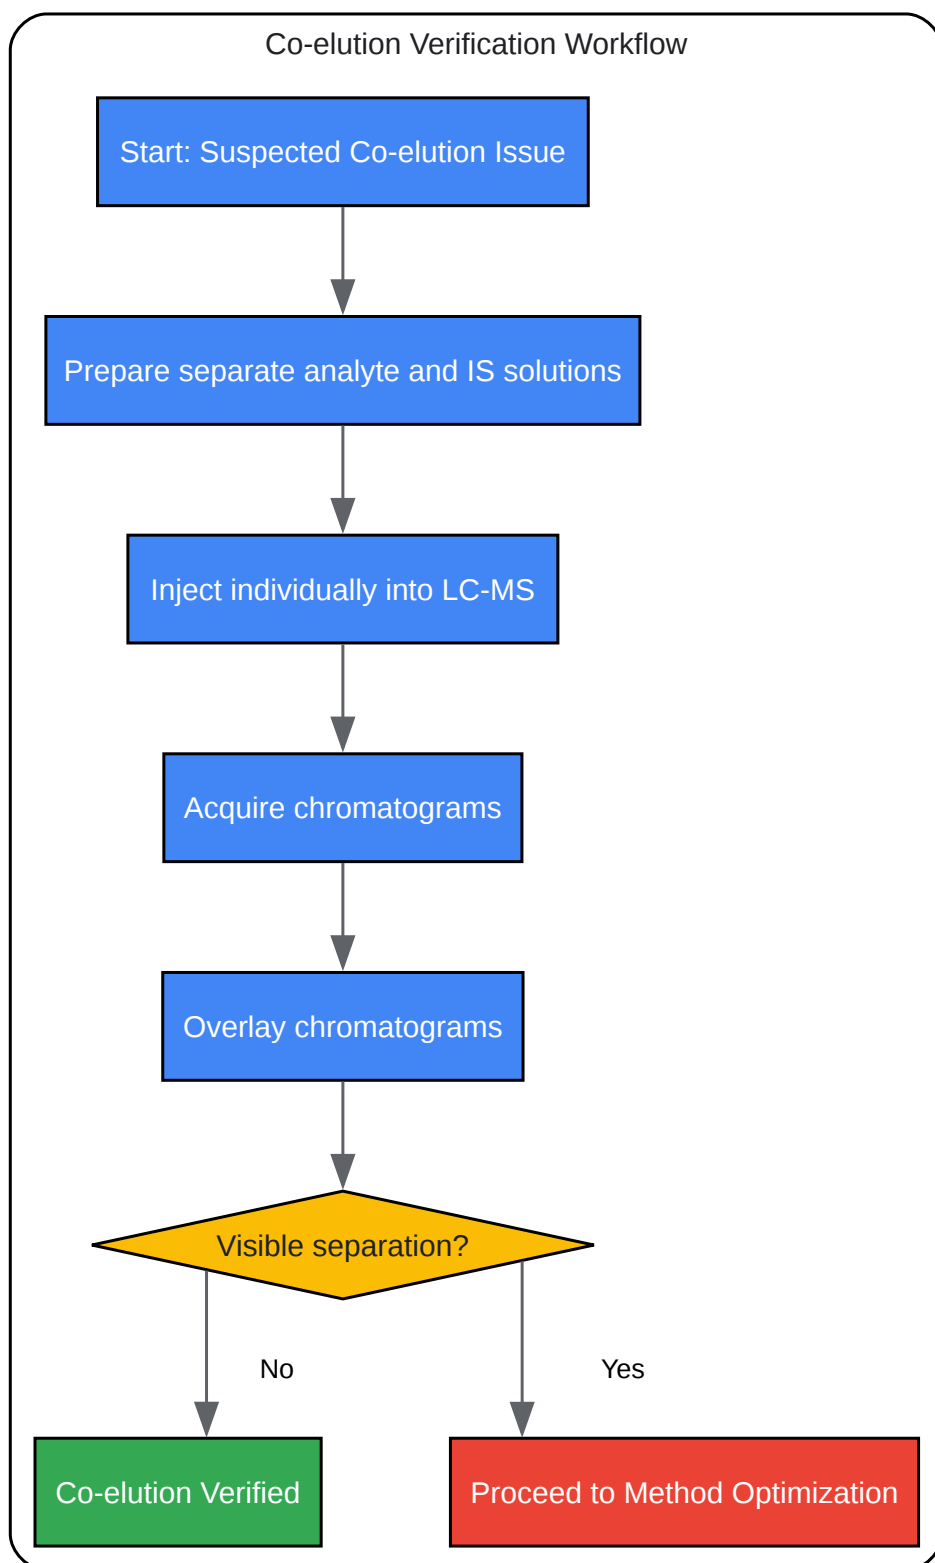 Co-elution Verification Workflow
Start: Suspected Co-elution Issue
Prepare separate analyte and IS solutions
Inject individually into LC-MS
Acquire chromatograms
Overlay chromatograms
Visible separation?
No
Yes
Co-elution Verified
Proceed to Method Optimization